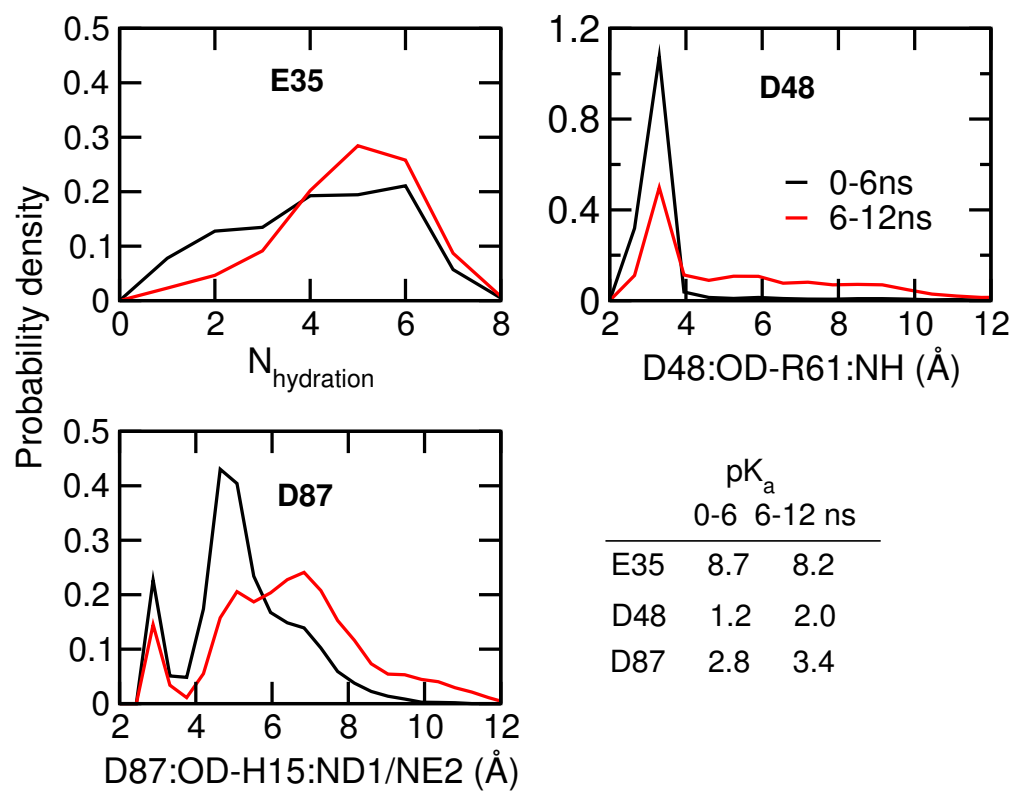 Probability density
0.5
0.4
0.3
0.2
0.1
0
E35
0 2 4 6 8
N hydration
1.2
0.8
0.4
0
D48
0-6ns
6-12ns
2 4 6 8 10 12
D48:OD-R61:NH (Å)
0.5
0.4
0.3
0.2
0.1
0
D87
2 4 6 8 10 12
D87:OD-H15:ND1/NE2 (Å)
pKa
0-6 6-12 ns
E35 8.7 8.2
D48 1.2 2.0
D87 2.8 3.4